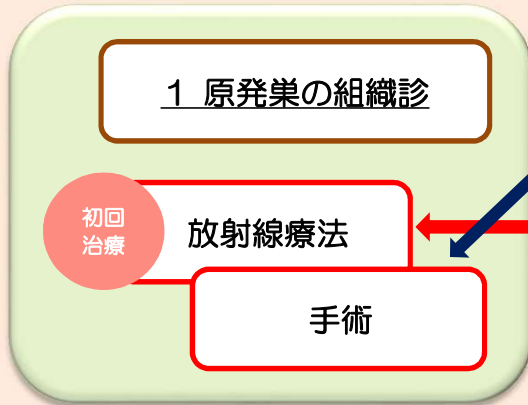 1 原発巣の組織診
初回
治療
放射線療法
手術